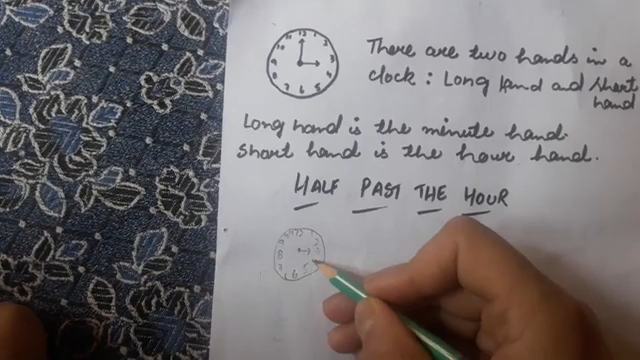 There are two hands in a
clock: Long hand and short
hand
Long hand is the minute hand.
Short hand is the hour hand.
HALF PAST THE HOUR